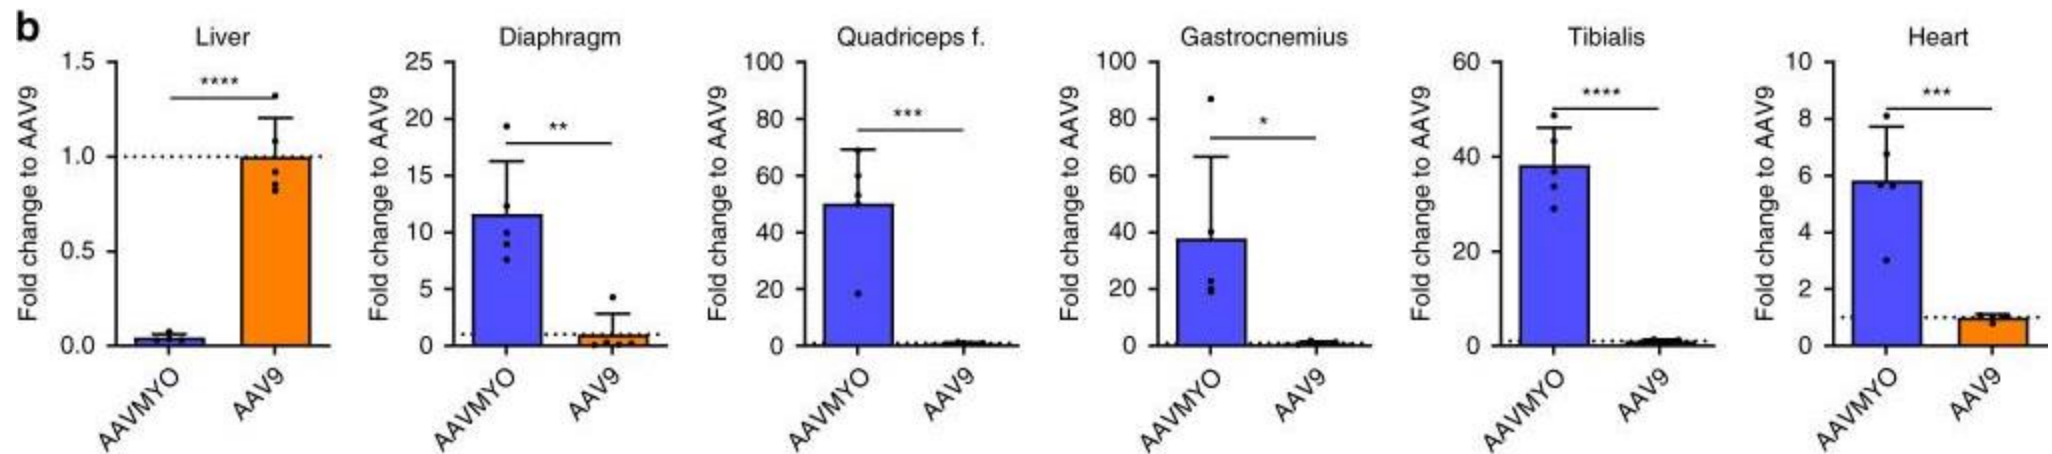 b
Liver
Fold change to AAV9
1.5
1.0
0.5
0.0
****
AAVMYO
AAV9
Diaphragm
Fold change to AAV9
25
20
15
10
5
0
**
AAVMYO
AAV9
Quadriceps f.
Fold change to AAV9
100
80
60
40
20
0
***
AAVMYO
AAV9
Gastrocnemius
Fold change to AAV9
100
80
60
40
20
0
*
AAVMYO
AAV9
Tibialis
Fold change to AAV9
60
40
20
0
****
AAVMYO
AAV9
Heart
Fold change to AAV9
10
8
6
4
2
0
***
AAVMYO
AAV9